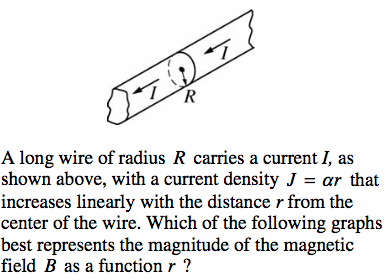 I
I
R
A long wire of radius R carries a current I, as
shown above, with a current density J = αr that
increases linearly with the distance r from the
center of the wire. Which of the following graphs
best represents the magnitude of the magnetic
field B as a function r ?